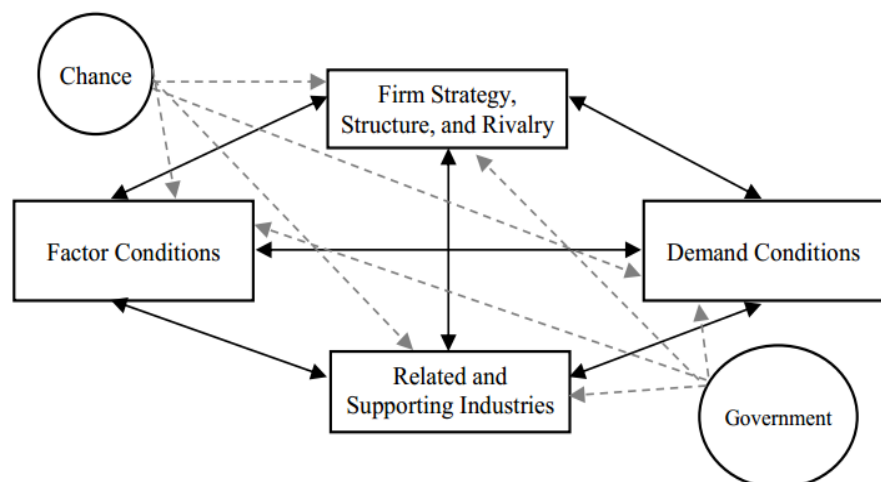 Chance
Firm Strategy,
Structure, and Rivalry
Factor Conditions
Demand Conditions
Related and
Supporting Industries
Government